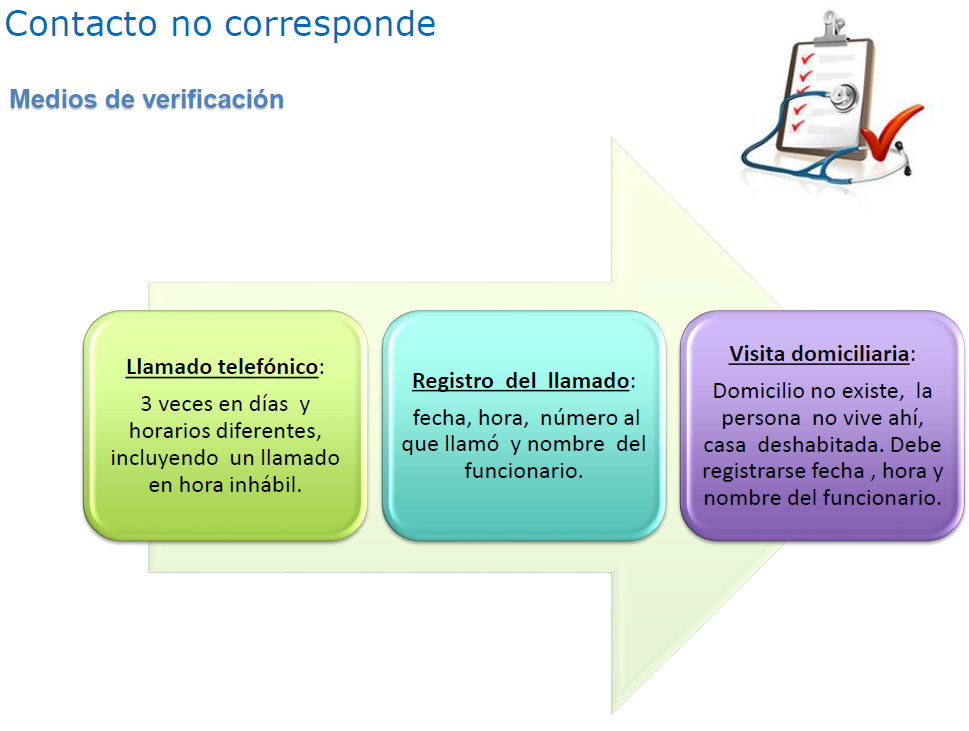 Contacto no corresponde
Medios de verificación
Llamado telefónico:
3 veces en días y
horarios diferentes,
incluyendo un llamado
en hora inhábil.
Registro del llamado:
fecha, hora, número al
que llamó y nombre del
funcionario.
Visita domiciliaria:
Domicilio no existe, la
persona no vive ahí,
casa deshabitada. Debe
registrarse fecha , hora y
nombre del funcionario.